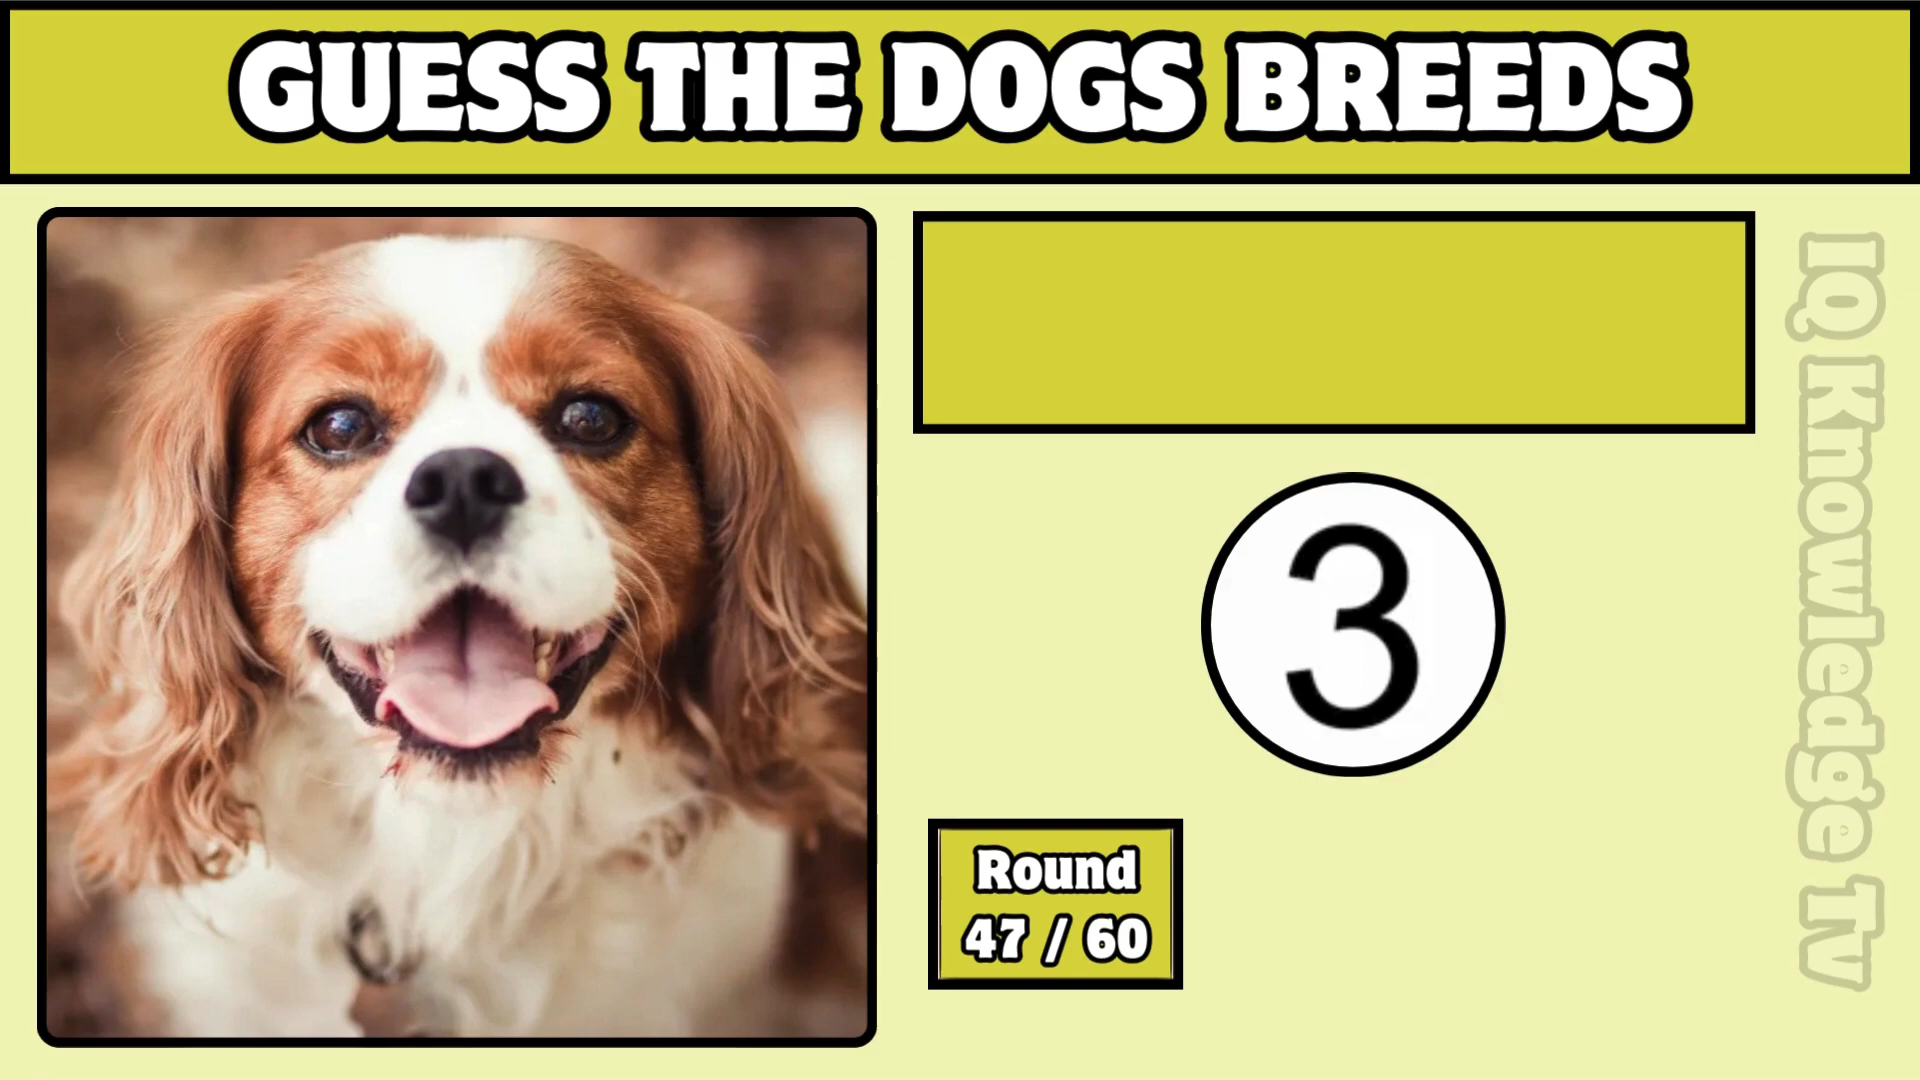 GUESS THE DOGS BREEDS
3
Round
47 / 60
IQ Knowledge TV